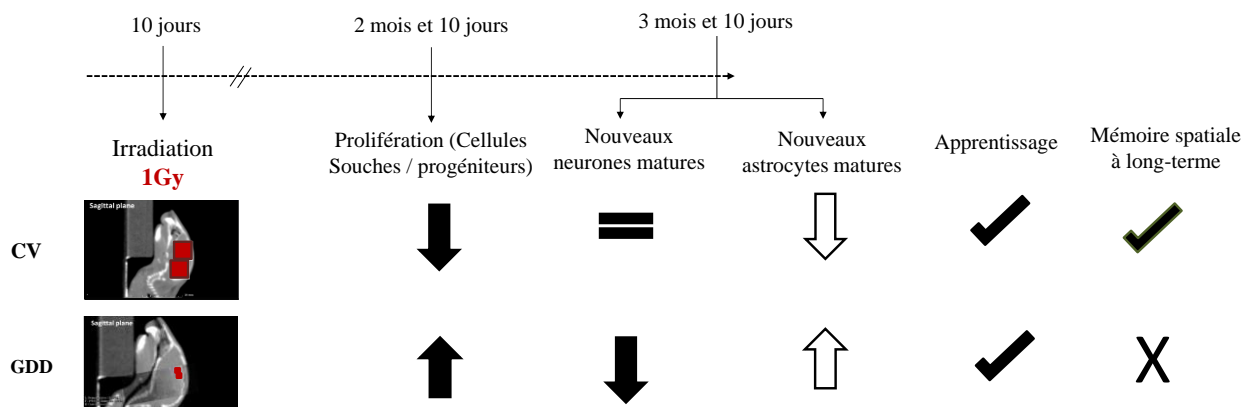 10 jours
2 mois et 10 jours
3 mois et 10 jours
Irradiation
1Gy
Prolifération (Cellules
Souches / progéniteurs)
Nouveaux
neurones matures
Nouveaux
astrocytes matures
Apprentissage
Mémoire spatiale
à long-terme
Sagittal plane
CV
Sagittal plane
GDD